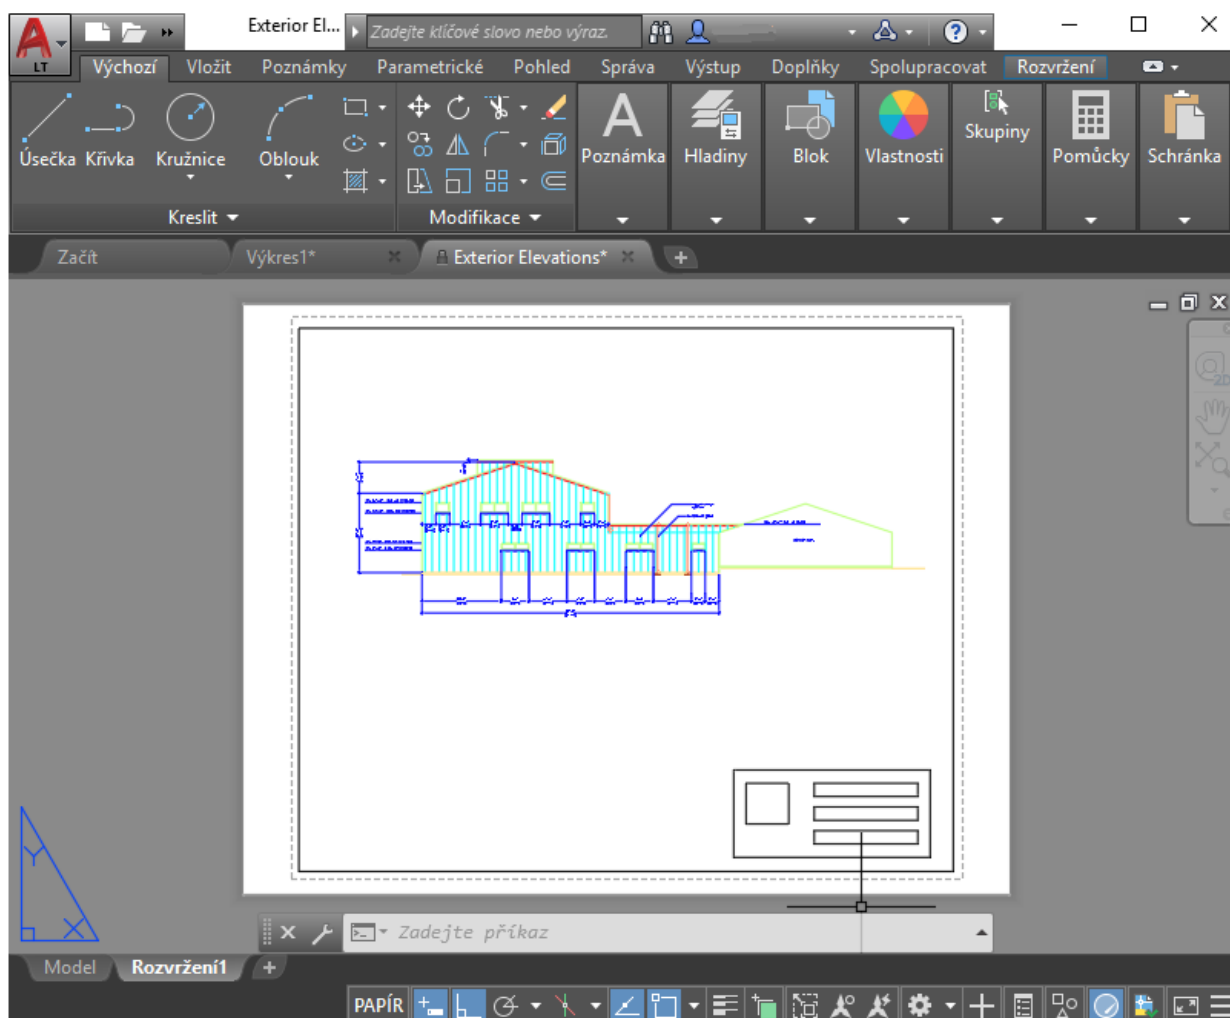 Exterior El...
Zadejte klíčové slovo nebo výraz.
LT
Výchozí Vložit Poznámky Parametrické Pohled Správa Výstup Doplňky Spolupracovat Rozvržení
Úsečka Křivka Kružnice Oblouk
Poznámka Hladiny Blok Vlastnosti Skupiny Pomůcky Schránka
Kreslit Modifikace
Začít Výkres1* Exterior Elevations*
2D
Y
X
Zadejte příkaz
Model Rozvržení1
PAPÍR